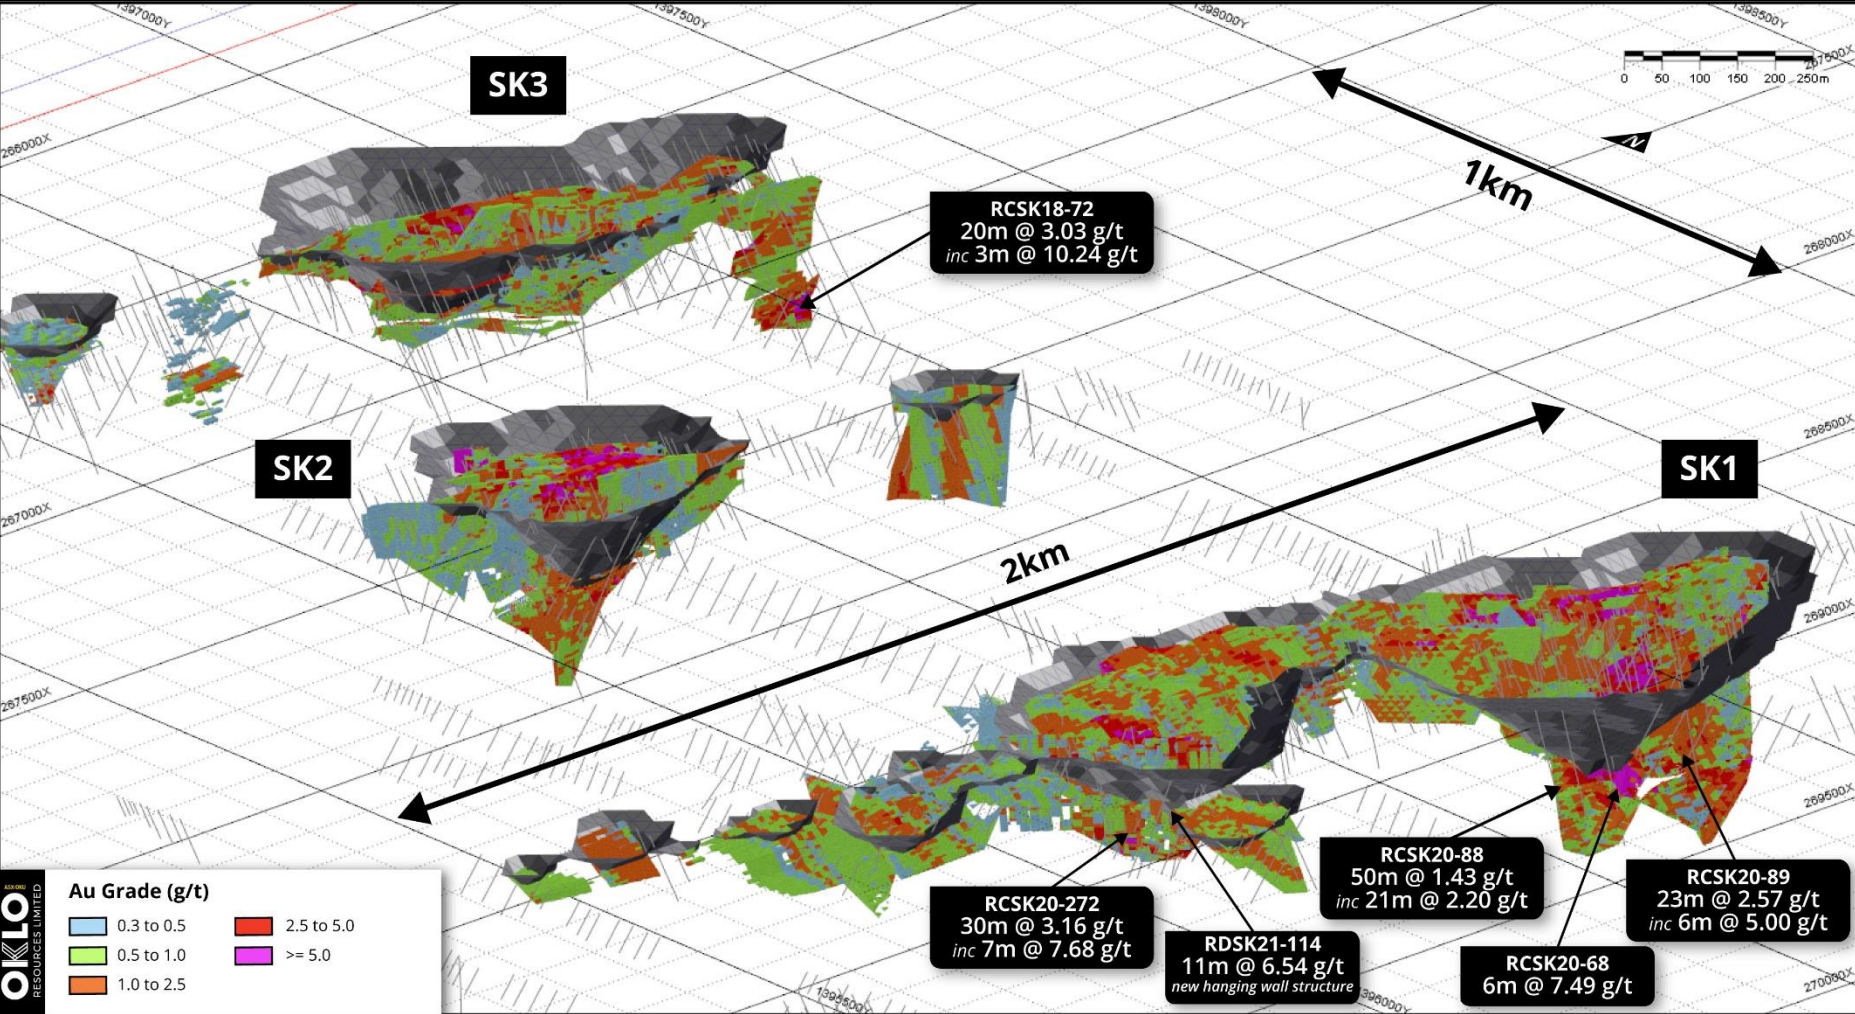 1397000Y
1397500Y
1398000Y
1398500Y
267500X
0 50 100 150 200 250m
N
1km
SK3
266000X
RCSK18-72
20m @ 3.03 g/t
inc 3m @ 10.24 g/t
268000X
268500X
SK2
SK1
267000X
2km
269000X
267500X
269500X
RCSK20-88
50m @ 1.43 g/t
inc 21m @ 2.20 g/t
RCSK20-89
23m @ 2.57 g/t
inc 6m @ 5.00 g/t
RCSK20-272
30m @ 3.16 g/t
inc 7m @ 7.68 g/t
RDSK21-114
11m @ 6.54 g/t
new hanging wall structure
RCSK20-68
6m @ 7.49 g/t
270000X
1395500Y
1396000Y
ASX:OKU
OKLO
RESOURCES LIMITED
Au Grade (g/t)
0.3 to 0.5
0.5 to 1.0
1.0 to 2.5
2.5 to 5.0
>= 5.0